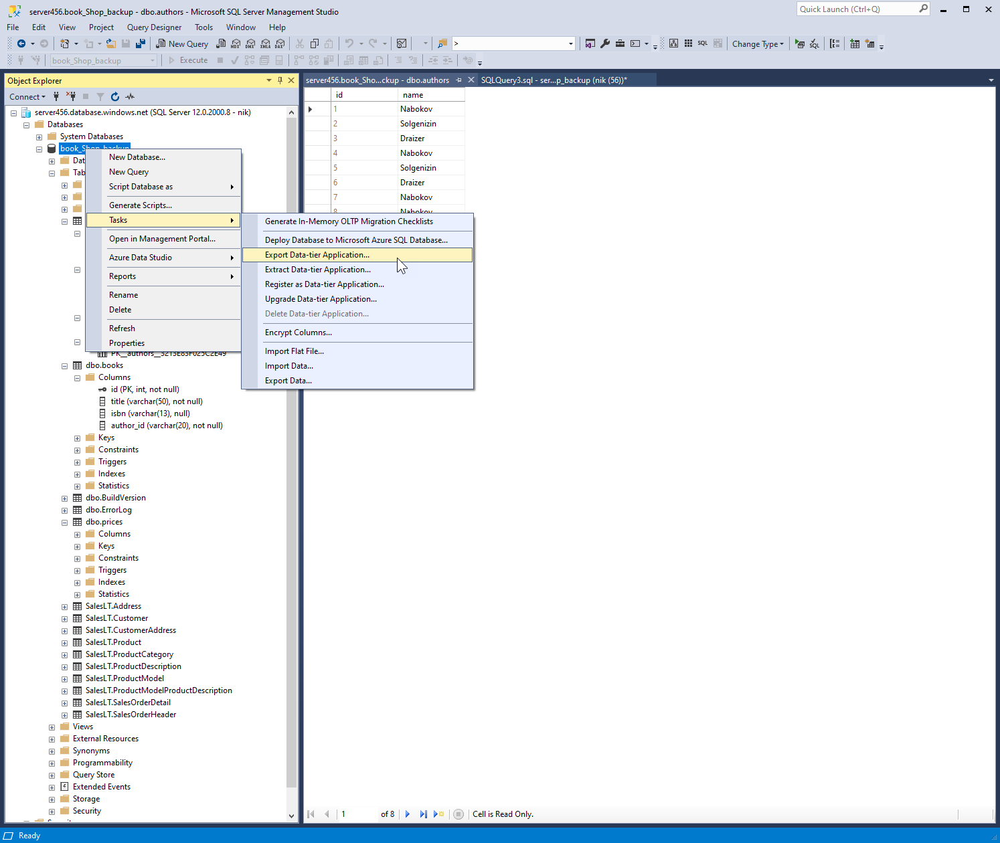 server456.book_Shop_backup - dbo.authors - Microsoft SQL Server Management Studio
Quick Launch (Ctrl+Q)
File Edit View Project Query Designer Tools Window Help
New Query
MDX DMX XMLA DAX
>
SQL
Change Type
SQL
book_Shop_backup
Execute
Object Explorer
server456.book_Sho...ckup - dbo.authors
SQLQuery3.sql - ser...p_backup (nik (56))*
Connect
server456.database.windows.net (SQL Server 12.0.2000.8 - nik)
Databases
System Databases
book_Shop_backup
Dat
Tab
New Database...
New Query
Script Database as
Generate Scripts...
Tasks
Open in Management Portal...
Azure Data Studio
Reports
Rename
Delete
Refresh
Properties
Generate In-Memory OLTP Migration Checklists
Deploy Database to Microsoft Azure SQL Database...
Export Data-tier Application...
Extract Data-tier Application...
Register as Data-tier Application...
Upgrade Data-tier Application...
Delete Data-tier Application...
Encrypt Columns...
Import Flat File...
Import Data...
Export Data...
PK__authors__3213E83F025C2E49
dbo.books
Columns
id (PK, int, not null)
title (varchar(50), not null)
isbn (varchar(13), null)
author_id (varchar(20), not null)
Keys
Constraints
Triggers
Indexes
Statistics
dbo.BuildVersion
dbo.ErrorLog
dbo.prices
Columns
Keys
Constraints
Triggers
Indexes
Statistics
SalesLT.Address
SalesLT.Customer
SalesLT.CustomerAddress
SalesLT.Product
SalesLT.ProductCategory
SalesLT.ProductDescription
SalesLT.ProductModel
SalesLT.ProductModelProductDescription
SalesLT.SalesOrderDetail
SalesLT.SalesOrderHeader
Views
External Resources
Synonyms
Programmability
Query Store
Extended Events
Storage
Security
id name
1 Nabokov
2 Solgenizin
3 Draizer
4 Nabokov
5 Solgenizin
6 Draizer
7 Nabokov
8 Nabokov
1 of 8 Cell is Read Only.
Ready